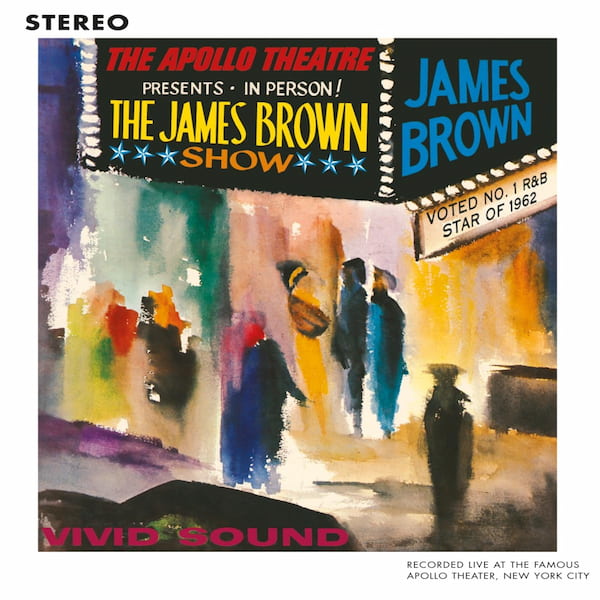 STEREO
THE APOLLO THEATRE
PRESENTS · IN PERSON!
THE JAMES BROWN
SHOW
JAMES
BROWN
VOTED NO. 1 R&B
STAR OF 1962
VIVID SOUND
RECORDED LIVE AT THE FAMOUS
APOLLO THEATER, NEW YORK CITY